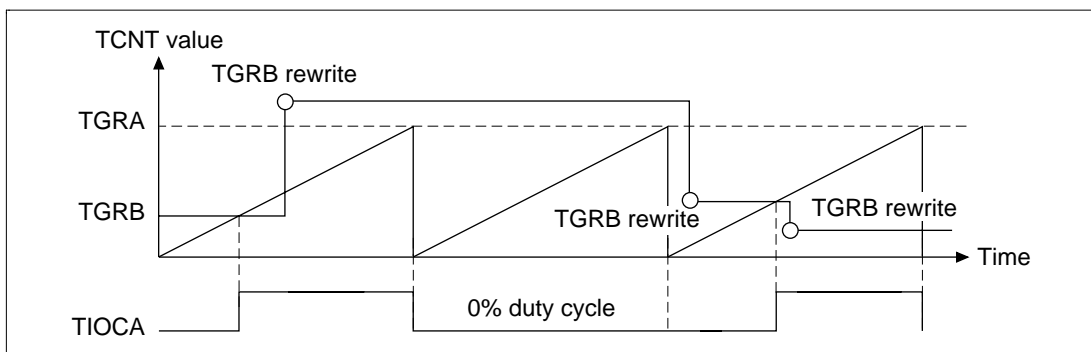 TCNT value
TGRB rewrite
TGRA
TGRB
TGRB rewrite
TGRB rewrite
Time
0% duty cycle
TIOCA